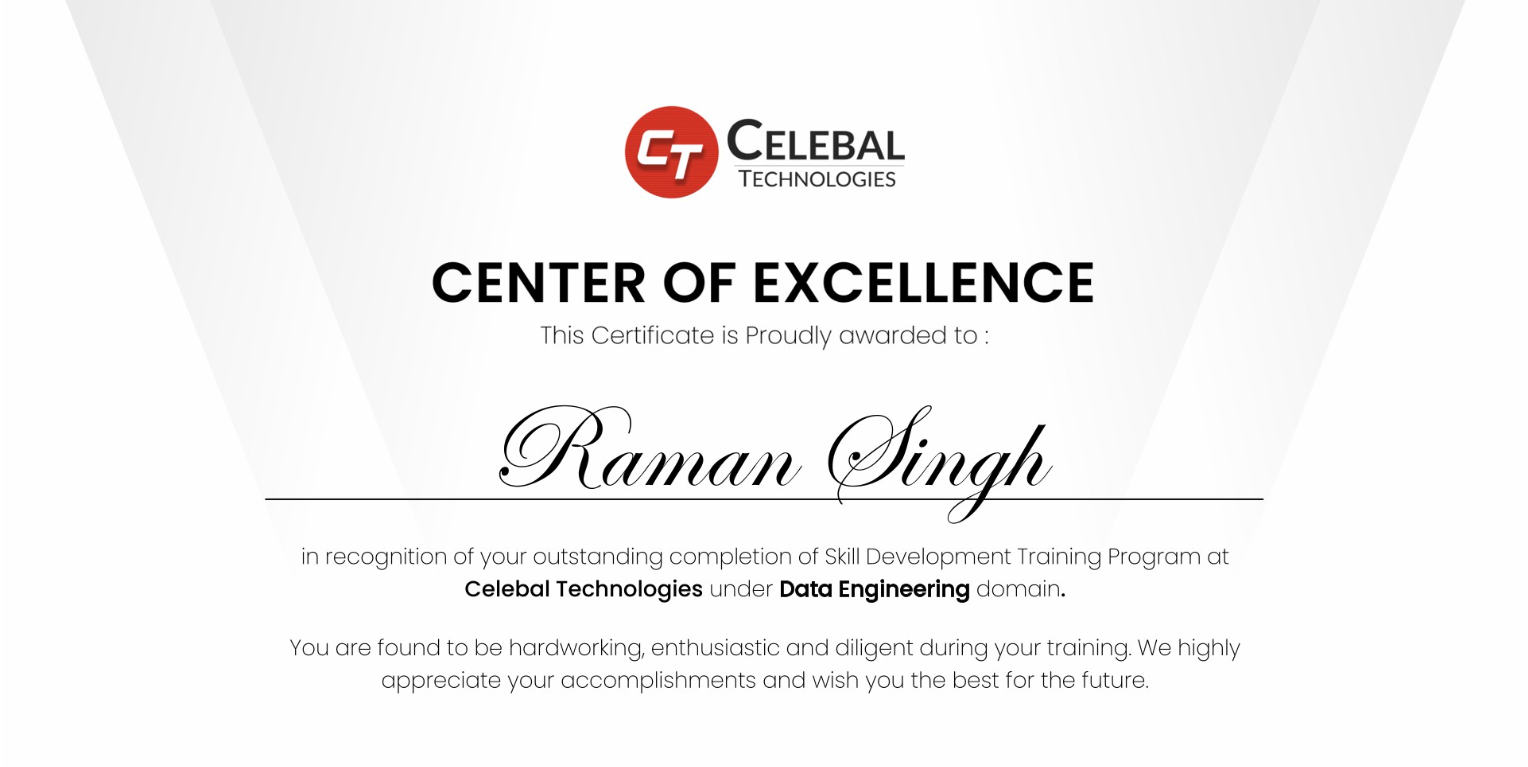 CT
CELEBAL
TECHNOLOGIES
CENTER OF EXCELLENCE
This Certificate is Proudly awarded to :
Raman Singh
in recognition of your outstanding completion of Skill Development Training Program at
Celebal Technologies under Data Engineering domain.
You are found to be hardworking, enthusiastic and diligent during your training. We highly
appreciate your accomplishments and wish you the best for the future.